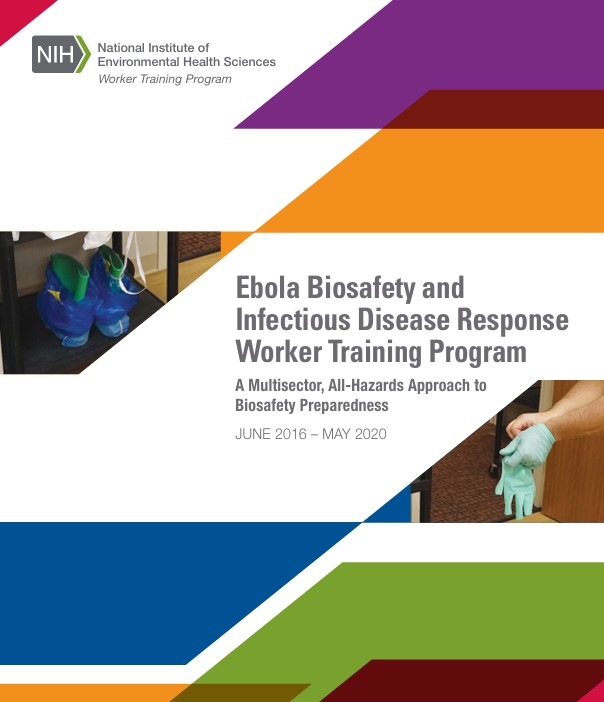 NIH
National Institute of
Environmental Health Sciences
Worker Training Program
Ebola Biosafety and
Infectious Disease Response
Worker Training Program
A Multisector, All-Hazards Approach to
Biosafety Preparedness
JUNE 2016 – MAY 2020